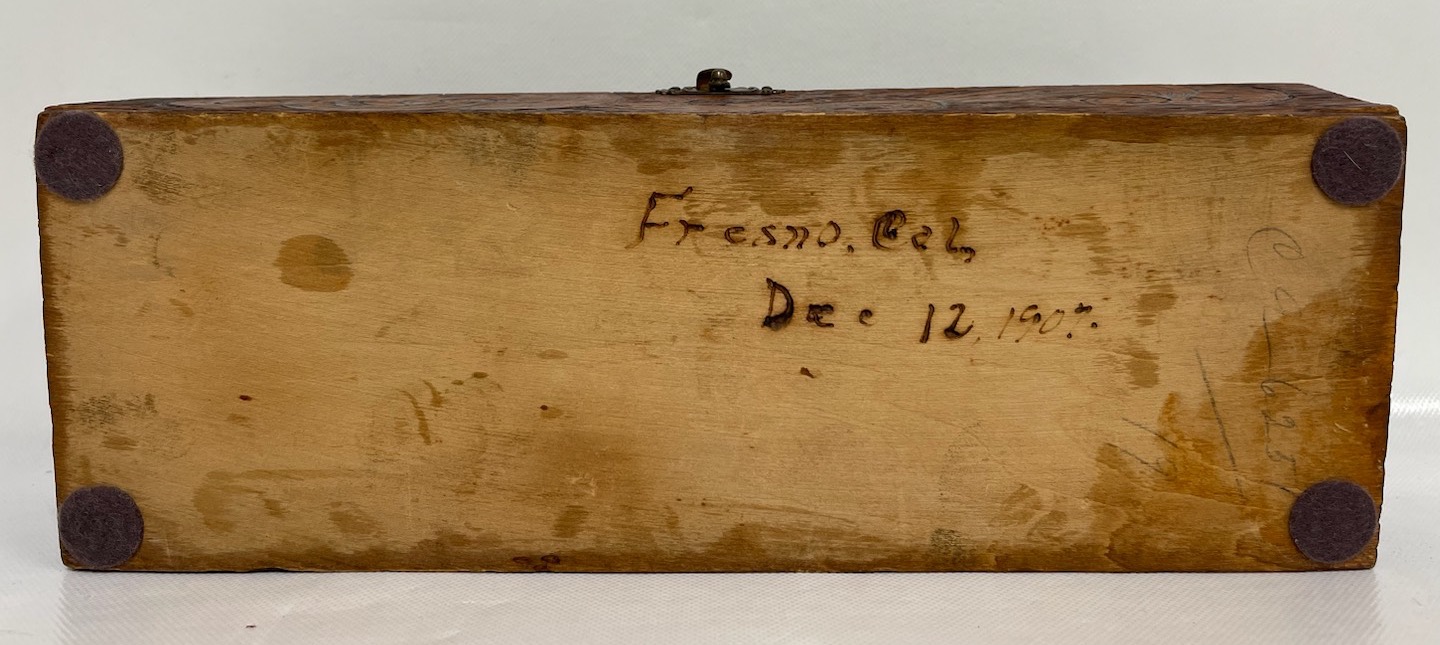 Fresno, Cal,
Dec 12, 1907.